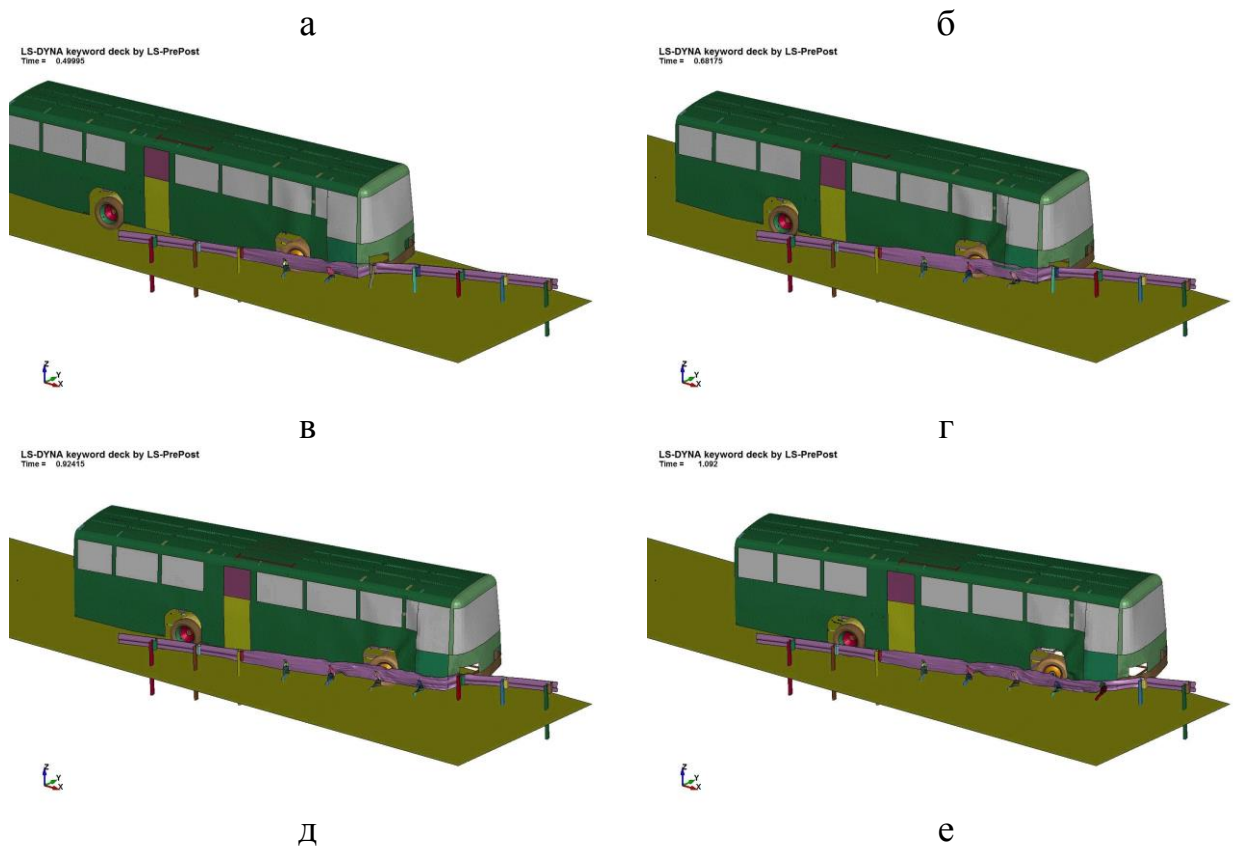 а б
LS-DYNA keyword deck by LS-PrePost
Time = 0.49995
LS-DYNA keyword deck by LS-PrePost
Time = 0.68175
Z
Y
X
Z
Y
X
в г
LS-DYNA keyword deck by LS-PrePost
Time = 0.92415
LS-DYNA keyword deck by LS-PrePost
Time = 1.092
Z
Y
X
Z
Y
X
д е